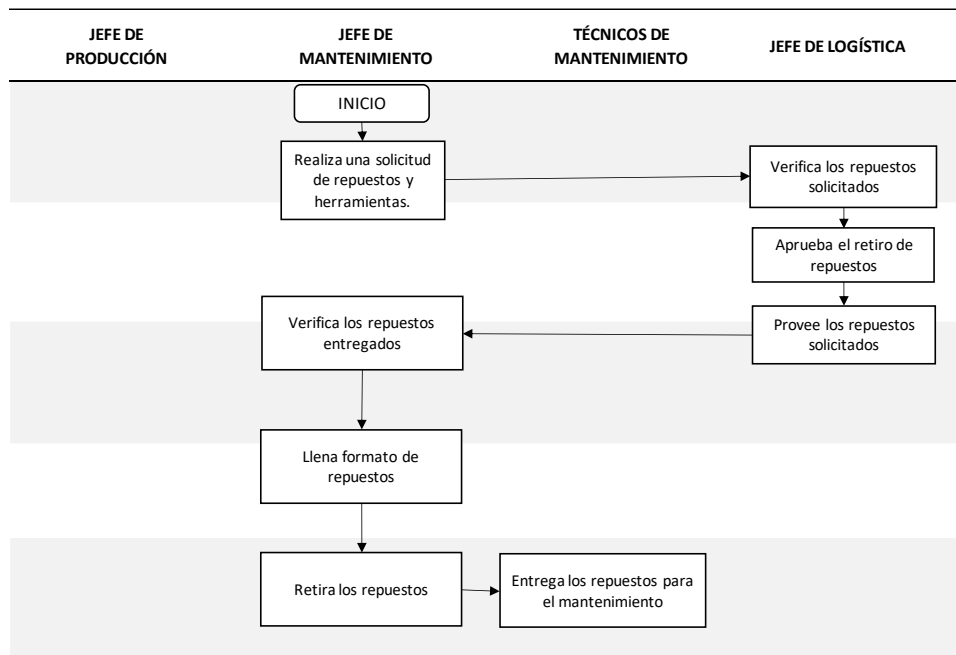 JEFE DE
PRODUCCIÓN
JEFE DE
MANTENIMIENTO
TÉCNICOS DE
MANTENIMIENTO
JEFE DE LOGÍSTICA
INICIO
Realiza una solicitud
de repuestos y
herramientas.
Verifica los repuestos
solicitados
Aprueba el retiro de
repuestos
Provee los repuestos
solicitados
Verifica los repuestos
entregados
Llena formato de
repuestos
Retira los repuestos
Entrega los repuestos para
el mantenimiento